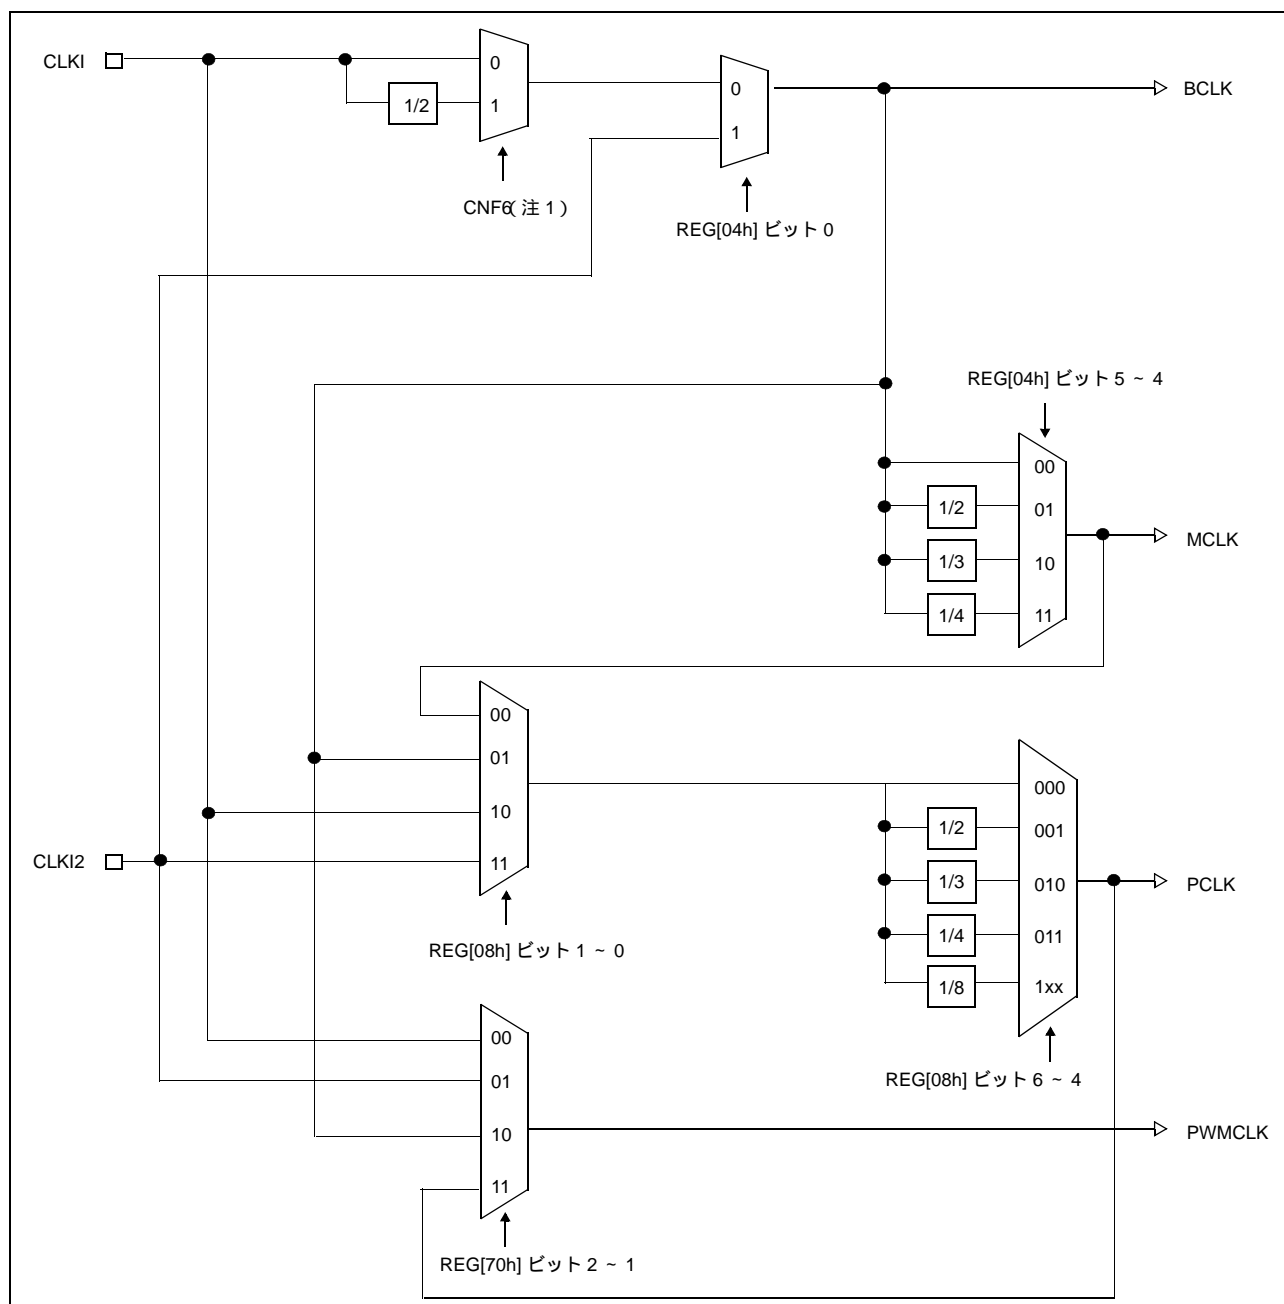 CLKI
0
1/2
1
CNF6(注1)
0
1
REG[04h] ビット 0
BCLK
REG[04h] ビット 5 ~ 4
00
1/2
01
1/3
10
1/4
11
MCLK
00
01
10
11
CLKI2
REG[08h] ビット 1 ~ 0
000
1/2
001
1/3
010
1/4
011
1/8
1xx
PCLK
REG[08h] ビット 6 ~ 4
00
01
10
11
PWMCLK
REG[70h] ビット 2 ~ 1